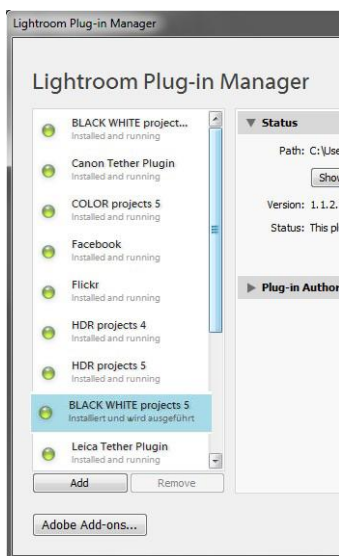 Lightroom Plug-in Manager
Lightroom Plug-in Manager
BLACK WHITE project...
Installed and running
Canon Tether Plugin
Installed and running
COLOR projects 5
Installed and running
Facebook
Installed and running
Flickr
Installed and running
HDR projects 4
Installed and running
HDR projects 5
Installed and running
BLACK WHITE projects 5
Installiert und wird ausgeführt
Leica Tether Plugin
Installed and running
Add Remove
Adobe Add-ons...
Status
Path: C:\Use
Show
Version: 1.1.2.
Status: This pl
Plug-in Author